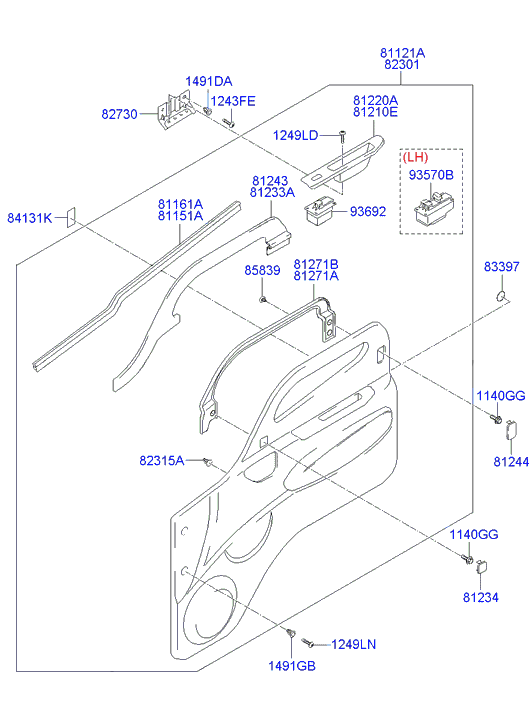 81121A
82301
1491DA
1243FE
82730
81220A
81210E
1249LD
(LH)
93570B
81243
81233A
81161A
81151A
84131K
93692
81271B
81271A
85839
83397
1140GG
81244
82315A
1140GG
81234
1249LN
1491GB